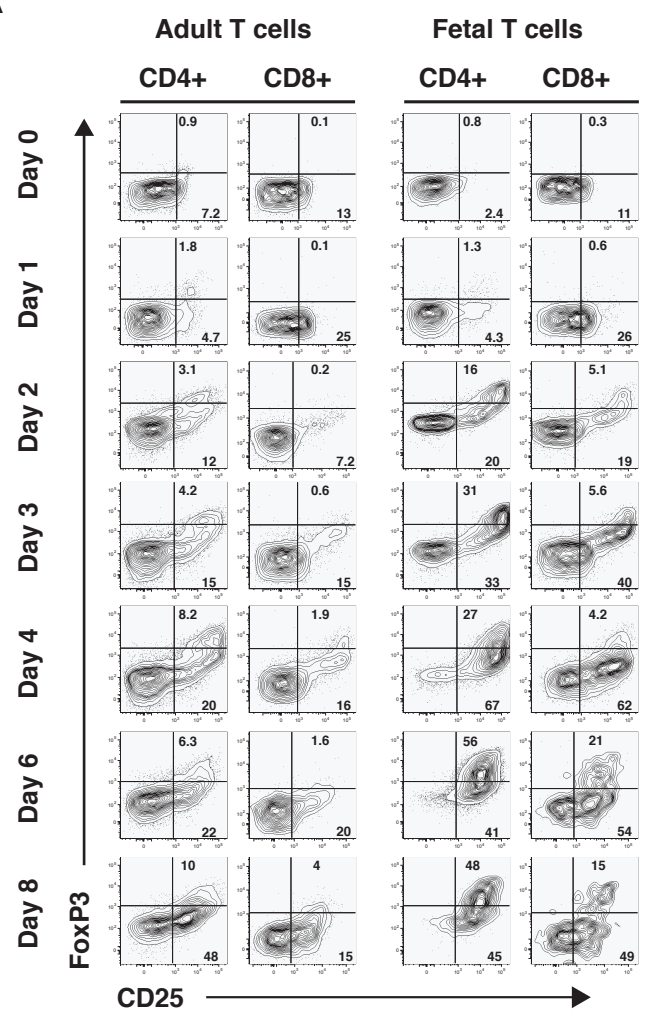 Adult T cells Fetal T cells
CD4+ CD8+ CD4+ CD8+
Day 0
0.9 0.1 0.8 0.3
7.2 13 2.4 11
Day 1
1.8 0.1 1.3 0.6
4.7 25 4.3 26
Day 2
3.1 0.2 16 5.1
12 7.2 20 19
Day 3
4.2 0.6 31 5.6
15 15 33 40
Day 4
8.2 1.9 27 4.2
20 16 67 62
Day 6
6.3 1.6 56 21
22 20 41 54
Day 8
10 4 48 15
48 15 45 49
FoxP3
CD25